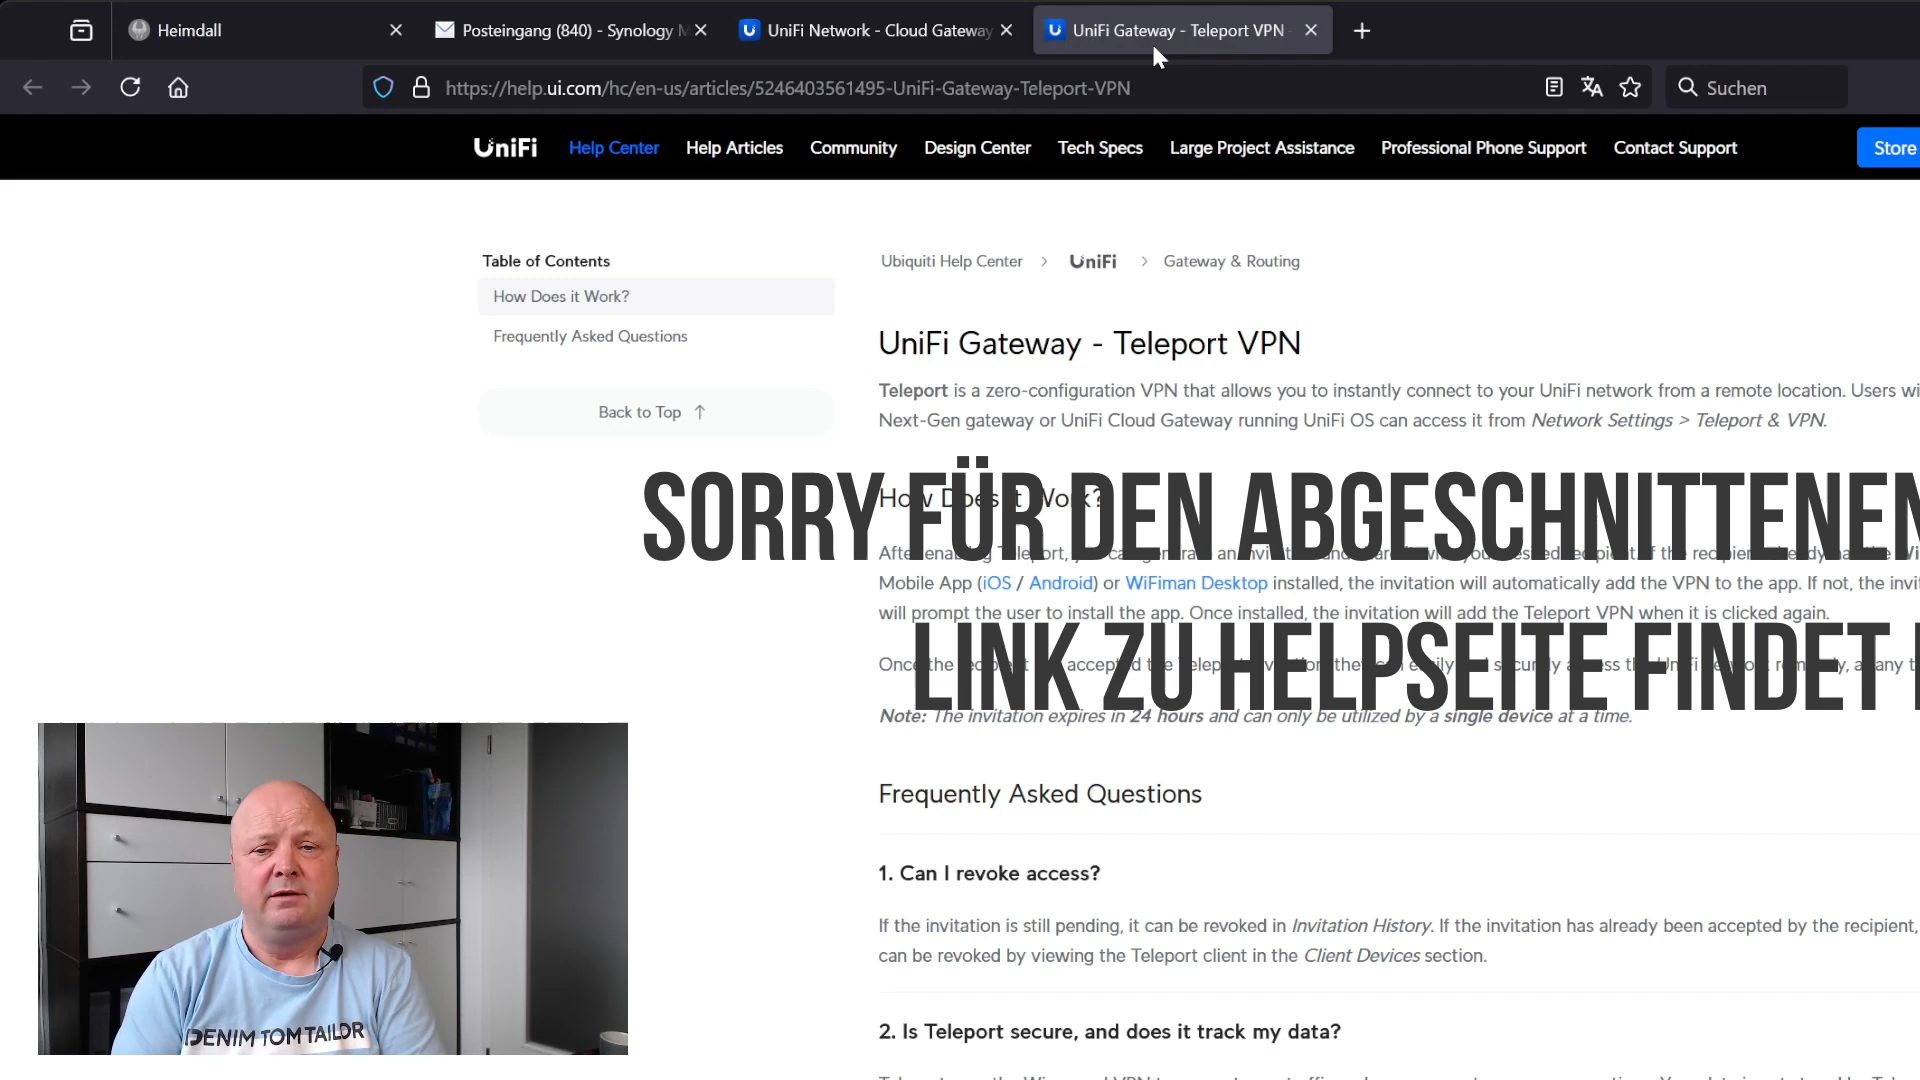 Heimdall
Posteingang (840) - Synology
UniFi Network - Cloud Gateway
UniFi Gateway - Teleport VPN
https://help.ui.com/hc/en-us/articles/5246403561495-UniFi-Gateway-Teleport-VPN
Suchen
UniFi
Help Center
Help Articles
Community
Design Center
Tech Specs
Large Project Assistance
Professional Phone Support
Contact Support
Store
Table of Contents
How Does it Work?
Frequently Asked Questions
Back to Top
Ubiquiti Help Center > UniFi > Gateway & Routing
UniFi Gateway - Teleport VPN
Teleport is a zero-configuration VPN that allows you to instantly connect to your UniFi network from a remote location. Users
Next-Gen gateway or UniFi Cloud Gateway running UniFi OS can access it from Network Settings > Teleport & VPN.
How Does it Work?
SORRY FÜR DEN ABGESCHNITTENEN
Mobile App (iOS / Android) or WiFiman Desktop installed, the invitation will automatically add the VPN to the app. If not, the
will prompt the user to install the app. Once installed, the invitation will add the Teleport VPN when it is clicked again.
LINK ZU HELPSEITE FINDET
Note: The invitation expires in 24 hours and can only be utilized by a single device at a time.
Frequently Asked Questions
1. Can I revoke access?
If the invitation is still pending, it can be revoked in Invitation History. If the invitation has already been accepted by the recipient,
can be revoked by viewing the Teleport client in the Client Devices section.
2. Is Teleport secure, and does it track my data?
DENIM TOM TAILOR